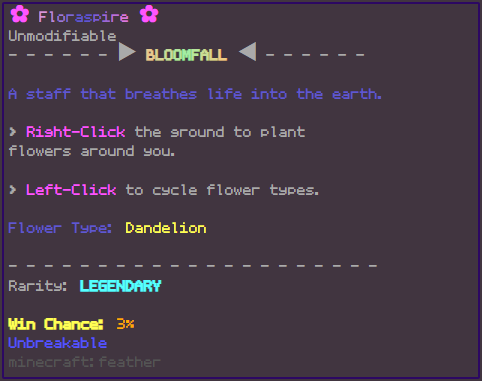 ✿ Floraspire ✿
Unmodifiable
- - - - - - ▶ BLOOMFALL ◀ - - - - - -
A staff that breathes life into the earth.
> Right-Click the ground to plant
flowers around you.
> Left-Click to cycle flower types.
Flower Type: Dandelion
- - - - - - - - - - - - - - - - - - - - - -
Rarity: LEGENDARY
Win Chance: 3%
Unbreakable
minecraft:feather